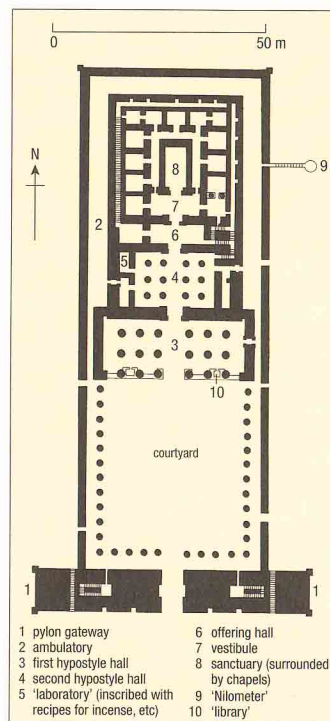 0 50 m
N
9
8
7
2
6
5
4
3
10
courtyard
1 1
1 pylon gateway
2 ambulatory
3 first hypostyle hall
4 second hypostyle hall
5 'laboratory' (inscribed with
recipes for incense, etc)
6 offering hall
7 vestibule
8 sanctuary (surrounded
by chapels)
9 'Nilometer'
10 'library'